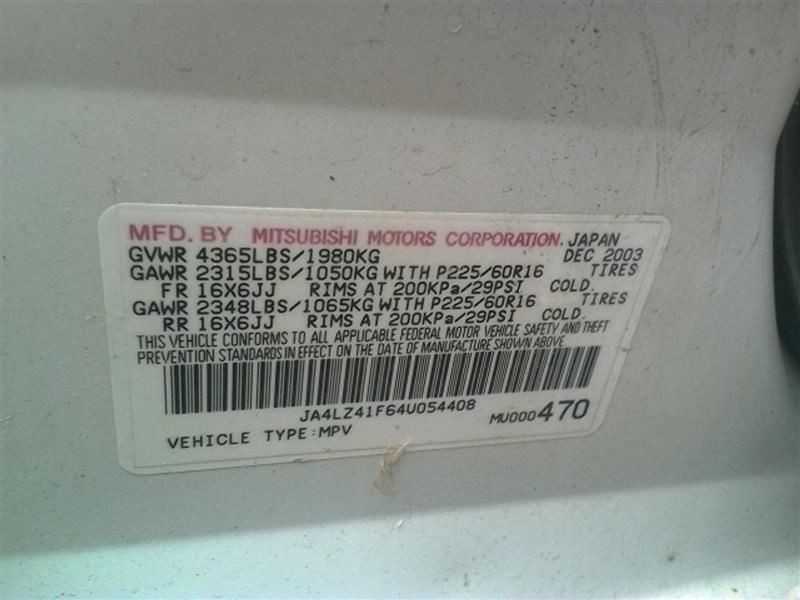 MFD. BY MITSUBISHI MOTORS CORPORATION, JAPAN
GVWR 4365LBS/1980KG DEC 2003
GAWR 2315LBS/1050KG WITH P225/60R16 TIRES
FR 16X6JJ RIMS AT 200KPa/29PSI COLD.
GAWR 2348LBS/1065KG WITH P225/60R16 TIRES
RR 16X6JJ RIMS AT 200KPa/29PSI COLD.
THIS VEHICLE CONFORMS TO ALL APPLICABLE FEDERAL MOTOR VEHICLE SAFETY AND THEFT
PREVENTION STANDARDS IN EFFECT ON THE DATE OF MANUFACTURE SHOWN ABOVE.
JA4LZ41F64U054408 MU000470
VEHICLE TYPE:MPV